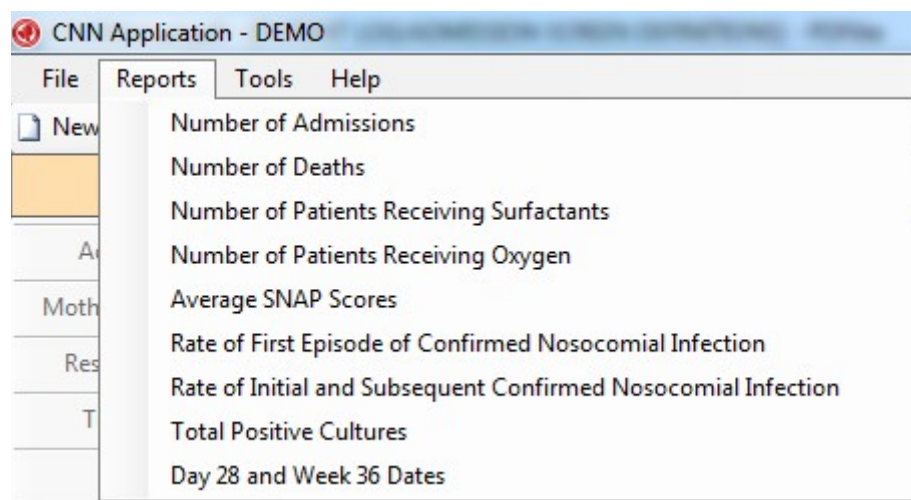 CNN Application - DEMO
File Reports Tools Help
New
Number of Admissions
Number of Deaths
Number of Patients Receiving Surfactants
Number of Patients Receiving Oxygen
Average SNAP Scores
Moth
Rate of First Episode of Confirmed Nosocomial Infection
Res
Rate of Initial and Subsequent Confirmed Nosocomial Infection
T
Total Positive Cultures
Day 28 and Week 36 Dates